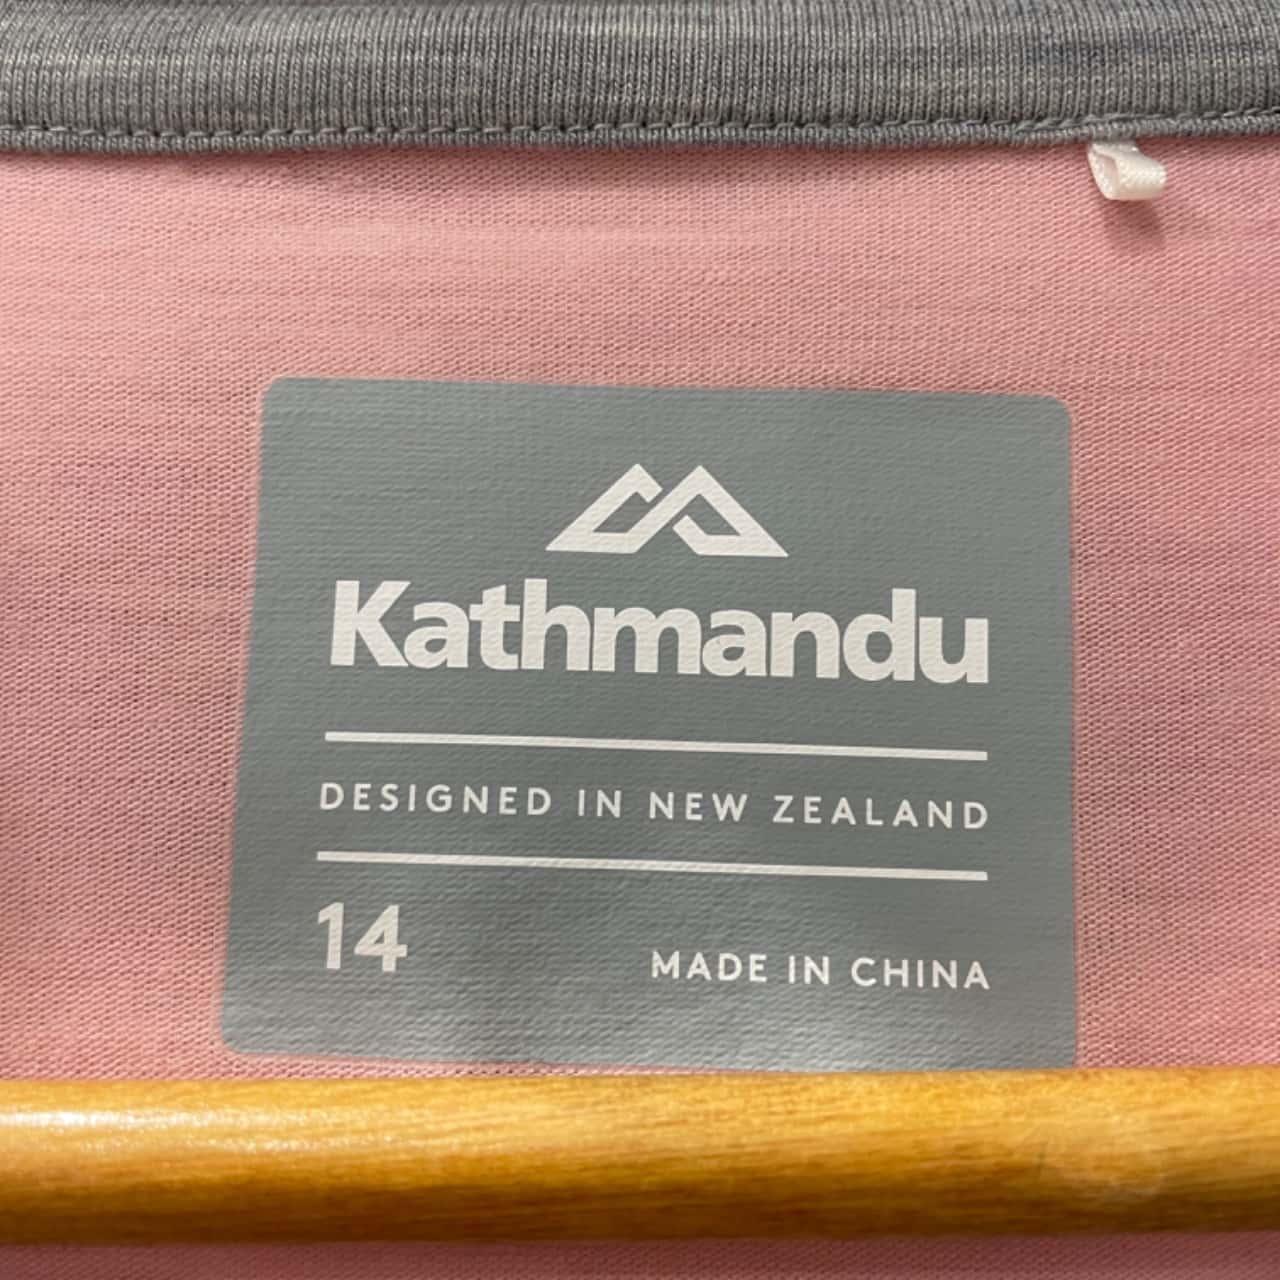 Kathmandu
DESIGNED IN NEW ZEALAND
14
MADE IN CHINA